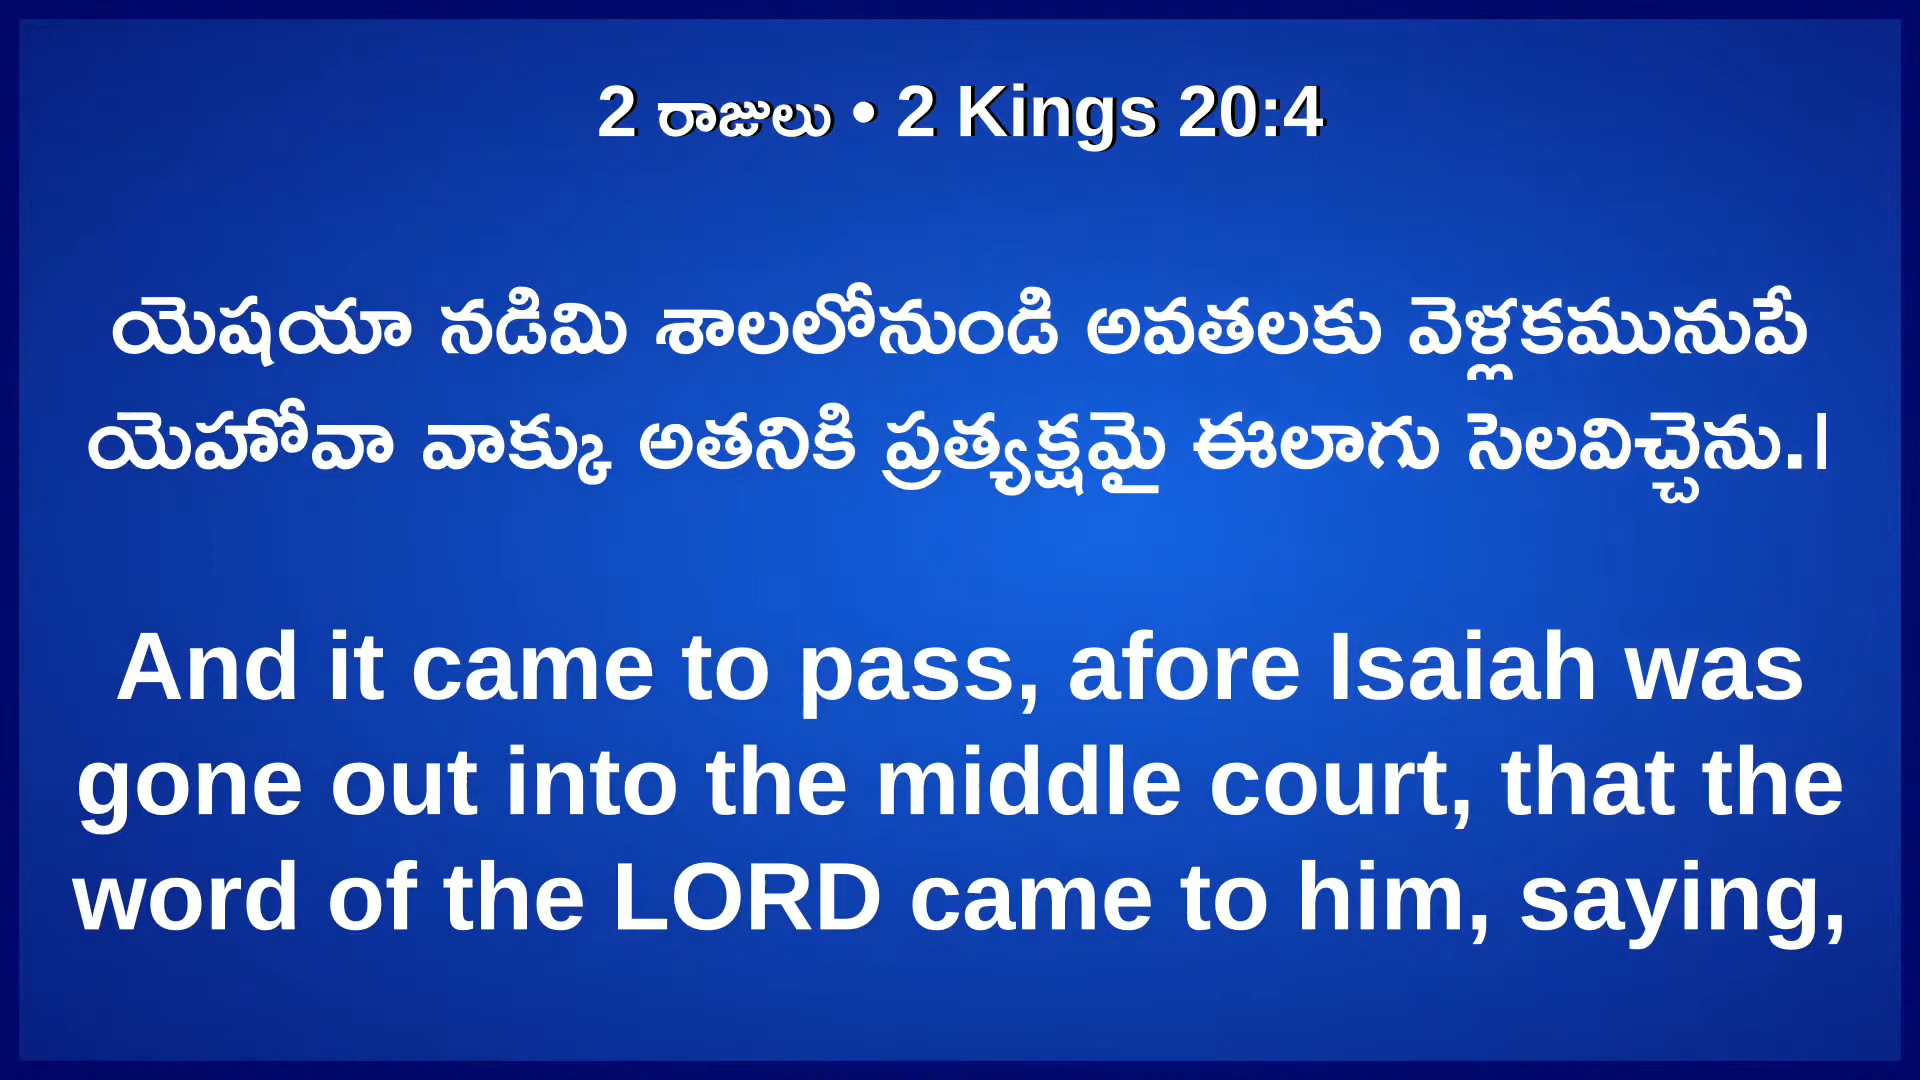 2 రాజులు • 2 Kings 20:4
యెషయా నడిమి శాలలోనుండి అవతలకు వెళ్లకమునుపే
యెహోవా వాక్కు అతనికి ప్రత్యక్షమై ఈలాగు సెలవిచ్చెను.।
And it came to pass, afore Isaiah was
gone out into the middle court, that the
word of the LORD came to him, saying,